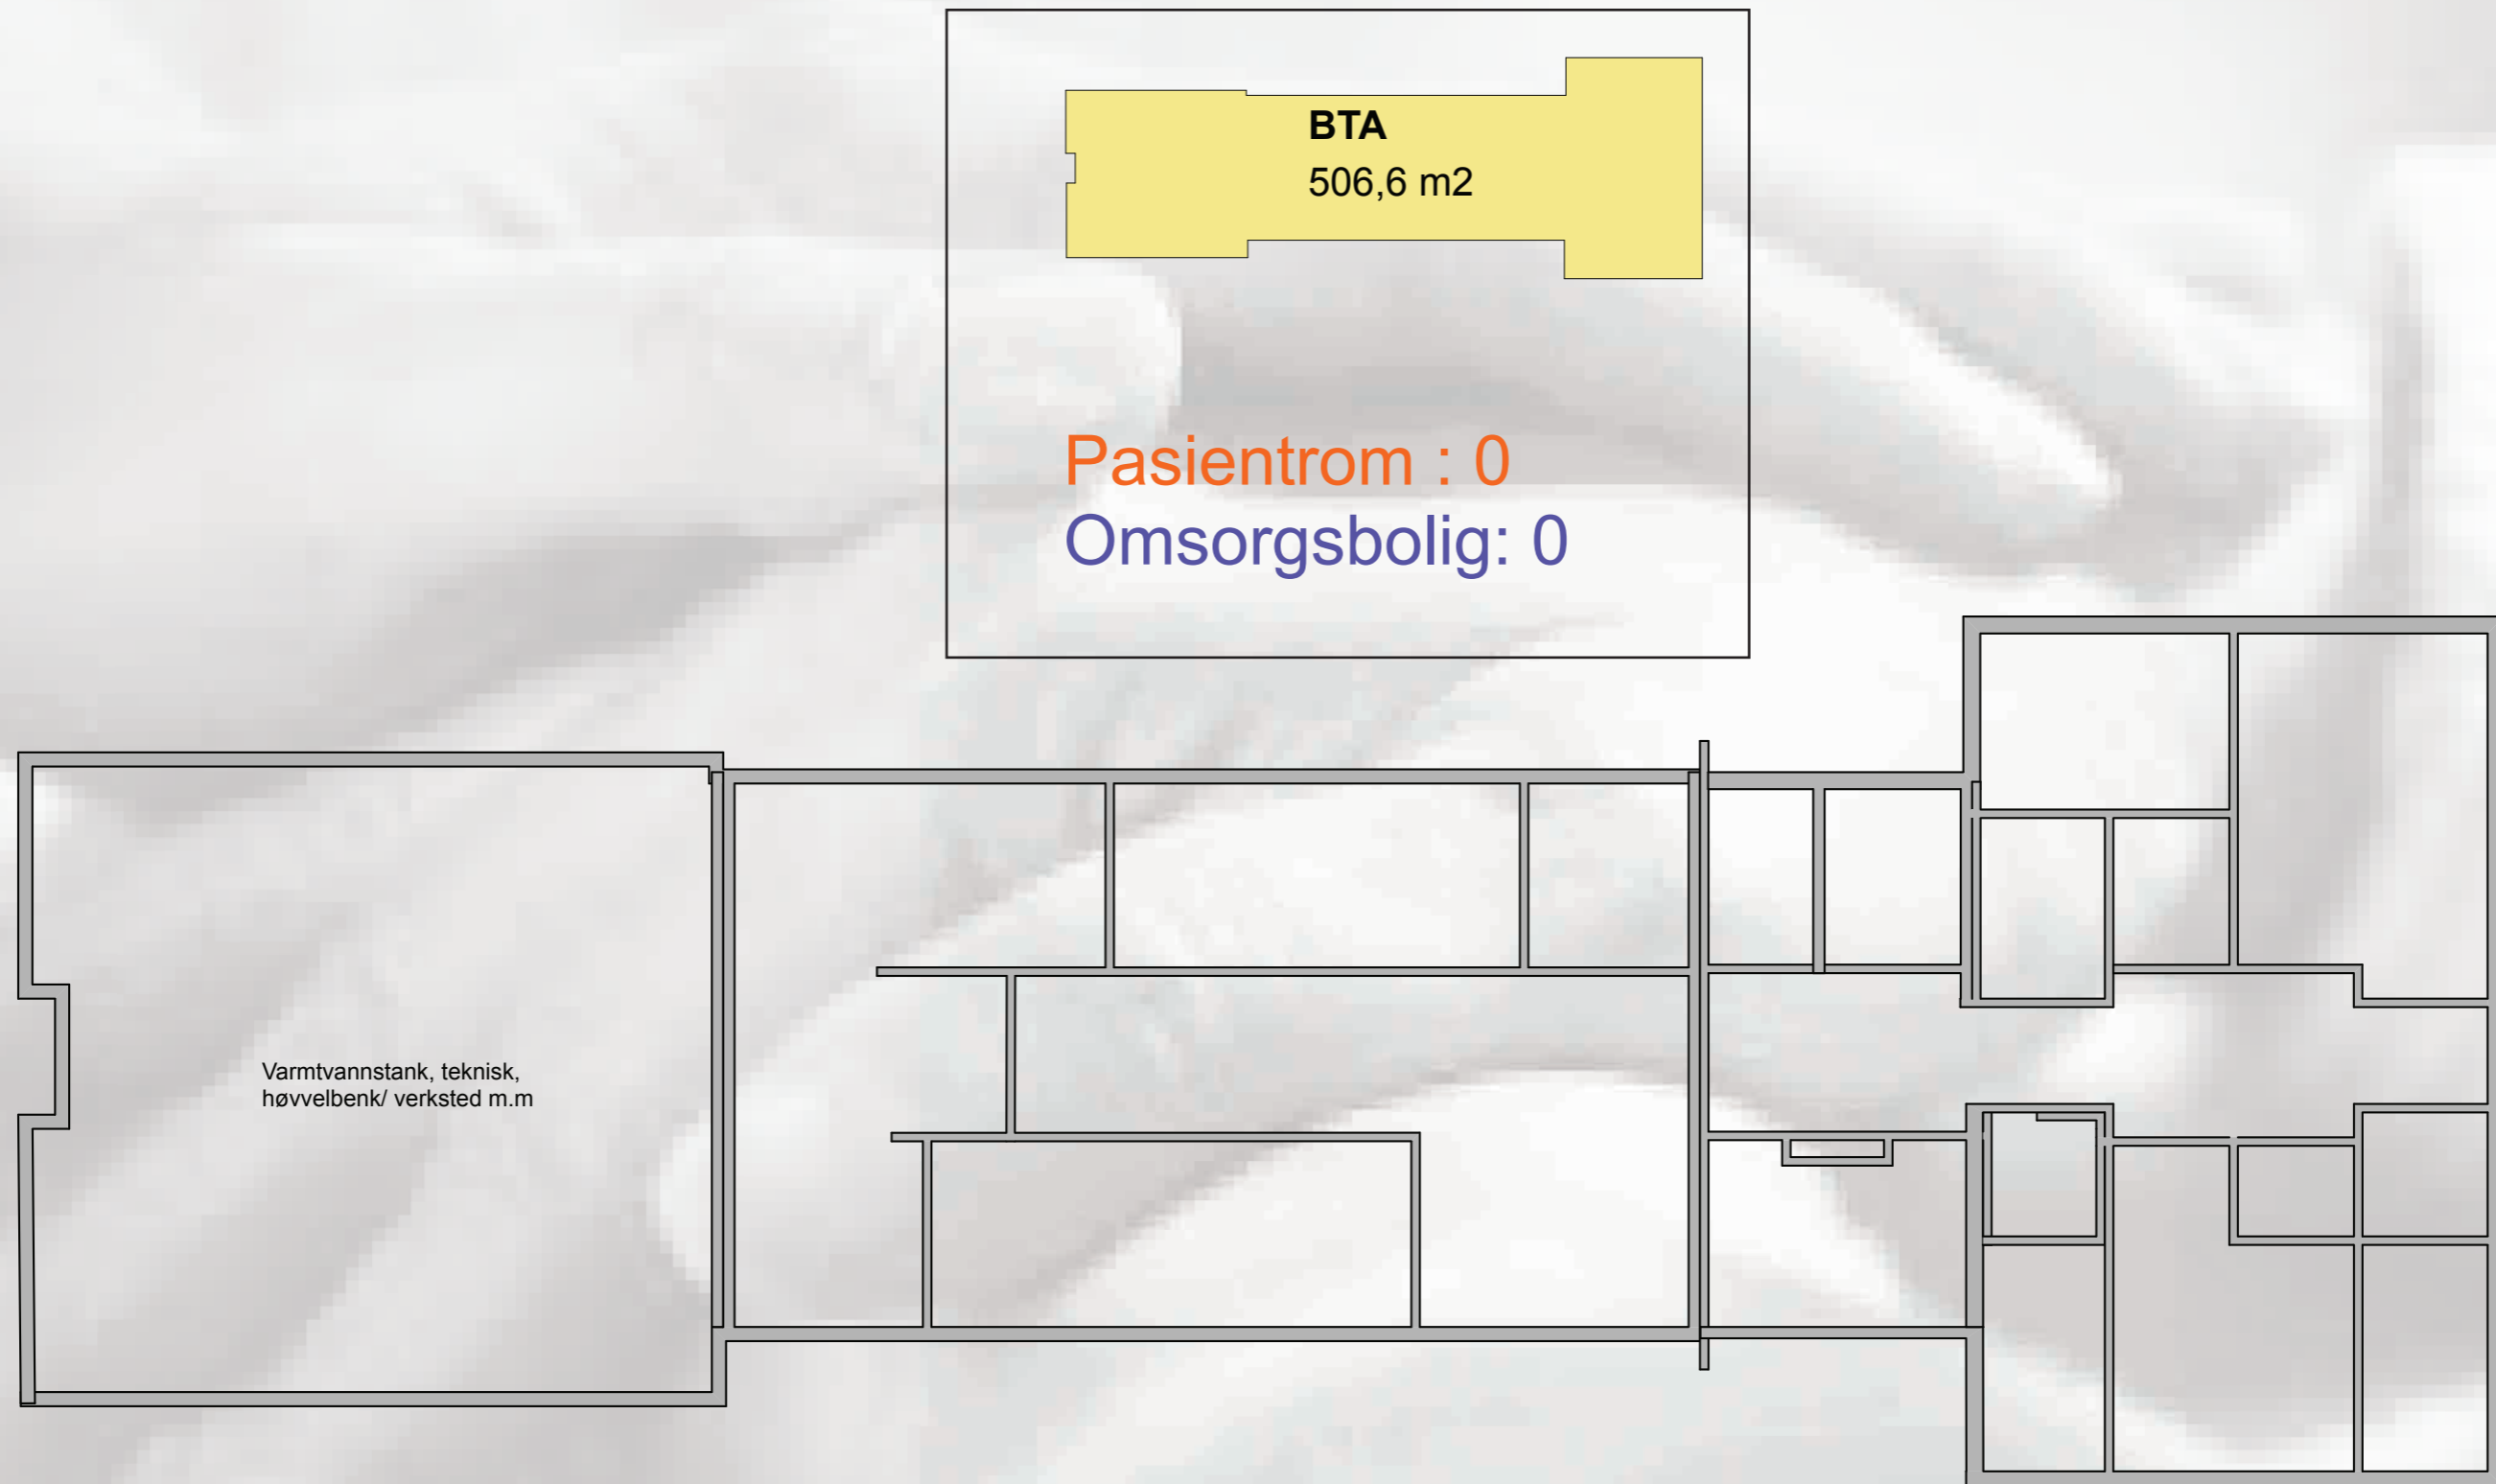 BTA
506,6 m2
Pasientrom : 0
Omsorgsbolig: 0
Varmtvannstank, teknisk,
høvvelbenk/ verksted m.m